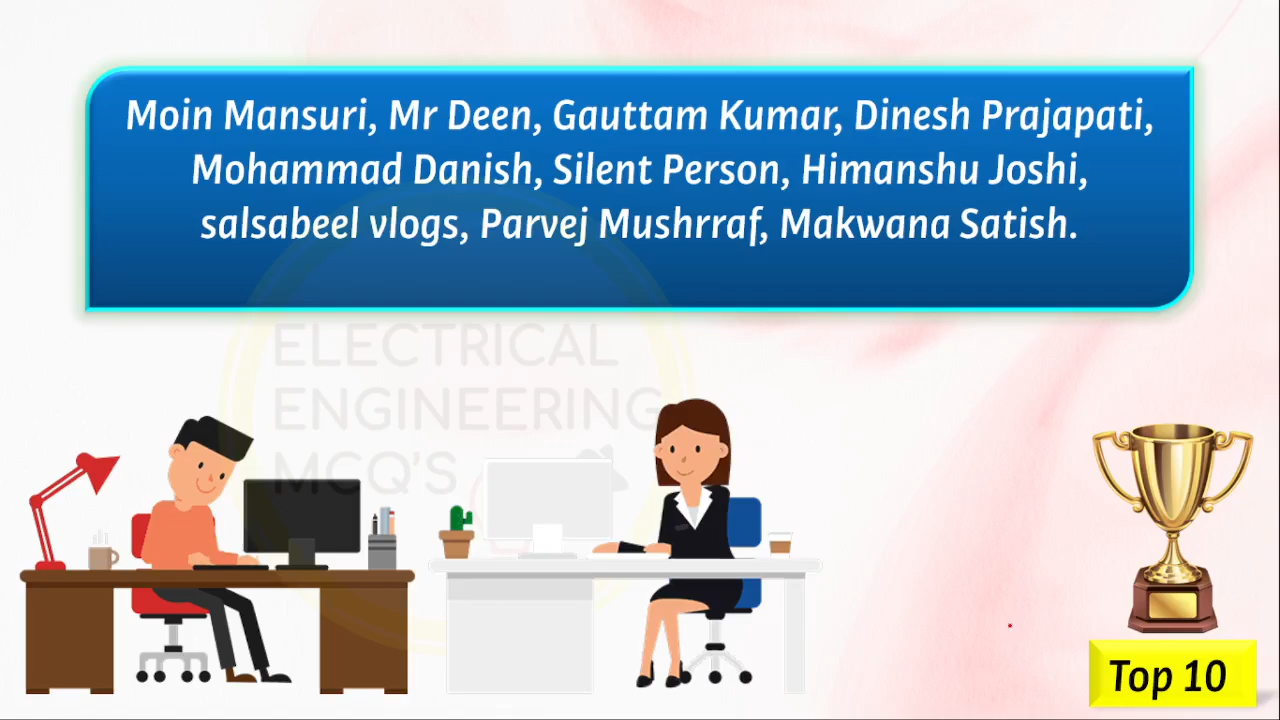 Moin Mansuri, Mr Deen, Gauttam Kumar, Dinesh Prajapati,
Mohammad Danish, Silent Person, Himanshu Joshi,
salsabeel vlogs, Parvej Mushrraf, Makwana Satish.
ELECTRICAL
ENGINEERING
MCQ'S
Top 10